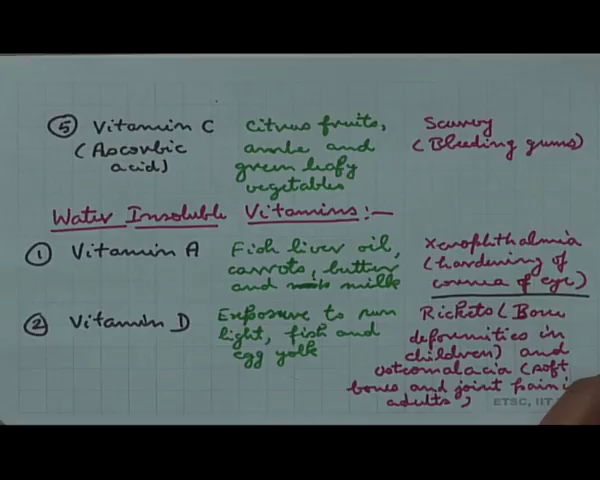 5 Vitamin C Citrus fruits, Scurvy
(Ascorbic amla and (Bleeding gums)
acid) green leafy
vegetables
Water Insoluble Vitamins:—
1 Vitamin A Fish liver oil, Xerophthalmia
carrots, butter (hardening of
and milk cornea of eye)
2 Vitamin D Exposure to sun Rickets (Bone
light, fish and deformities in
egg yolk children) and
osteomalacia (soft
bones and joint pain in
adults)
ETSC, IIT